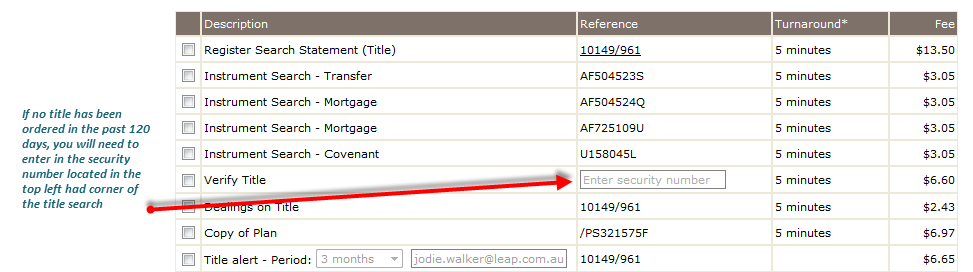 Description Reference Turnaround* Fee
Register Search Statement (Title) 10149/961 5 minutes $13.50
Instrument Search - Transfer AF504523S 5 minutes $3.05
Instrument Search - Mortgage AF504524Q 5 minutes $3.05
Instrument Search - Mortgage AF725109U 5 minutes $3.05
Instrument Search - Covenant U158045L 5 minutes $3.05
Verify Title Enter security number 5 minutes $6.60
Dealings on Title 10149/961 5 minutes $2.43
Copy of Plan /PS321575F 5 minutes $6.97
Title alert - Period: 3 months jodie.walker@leap.com.au 10149/961 $6.65
If no title has been
ordered in the past 120
days, you will need to
enter in the security
number located in the
top left had corner of
the title search